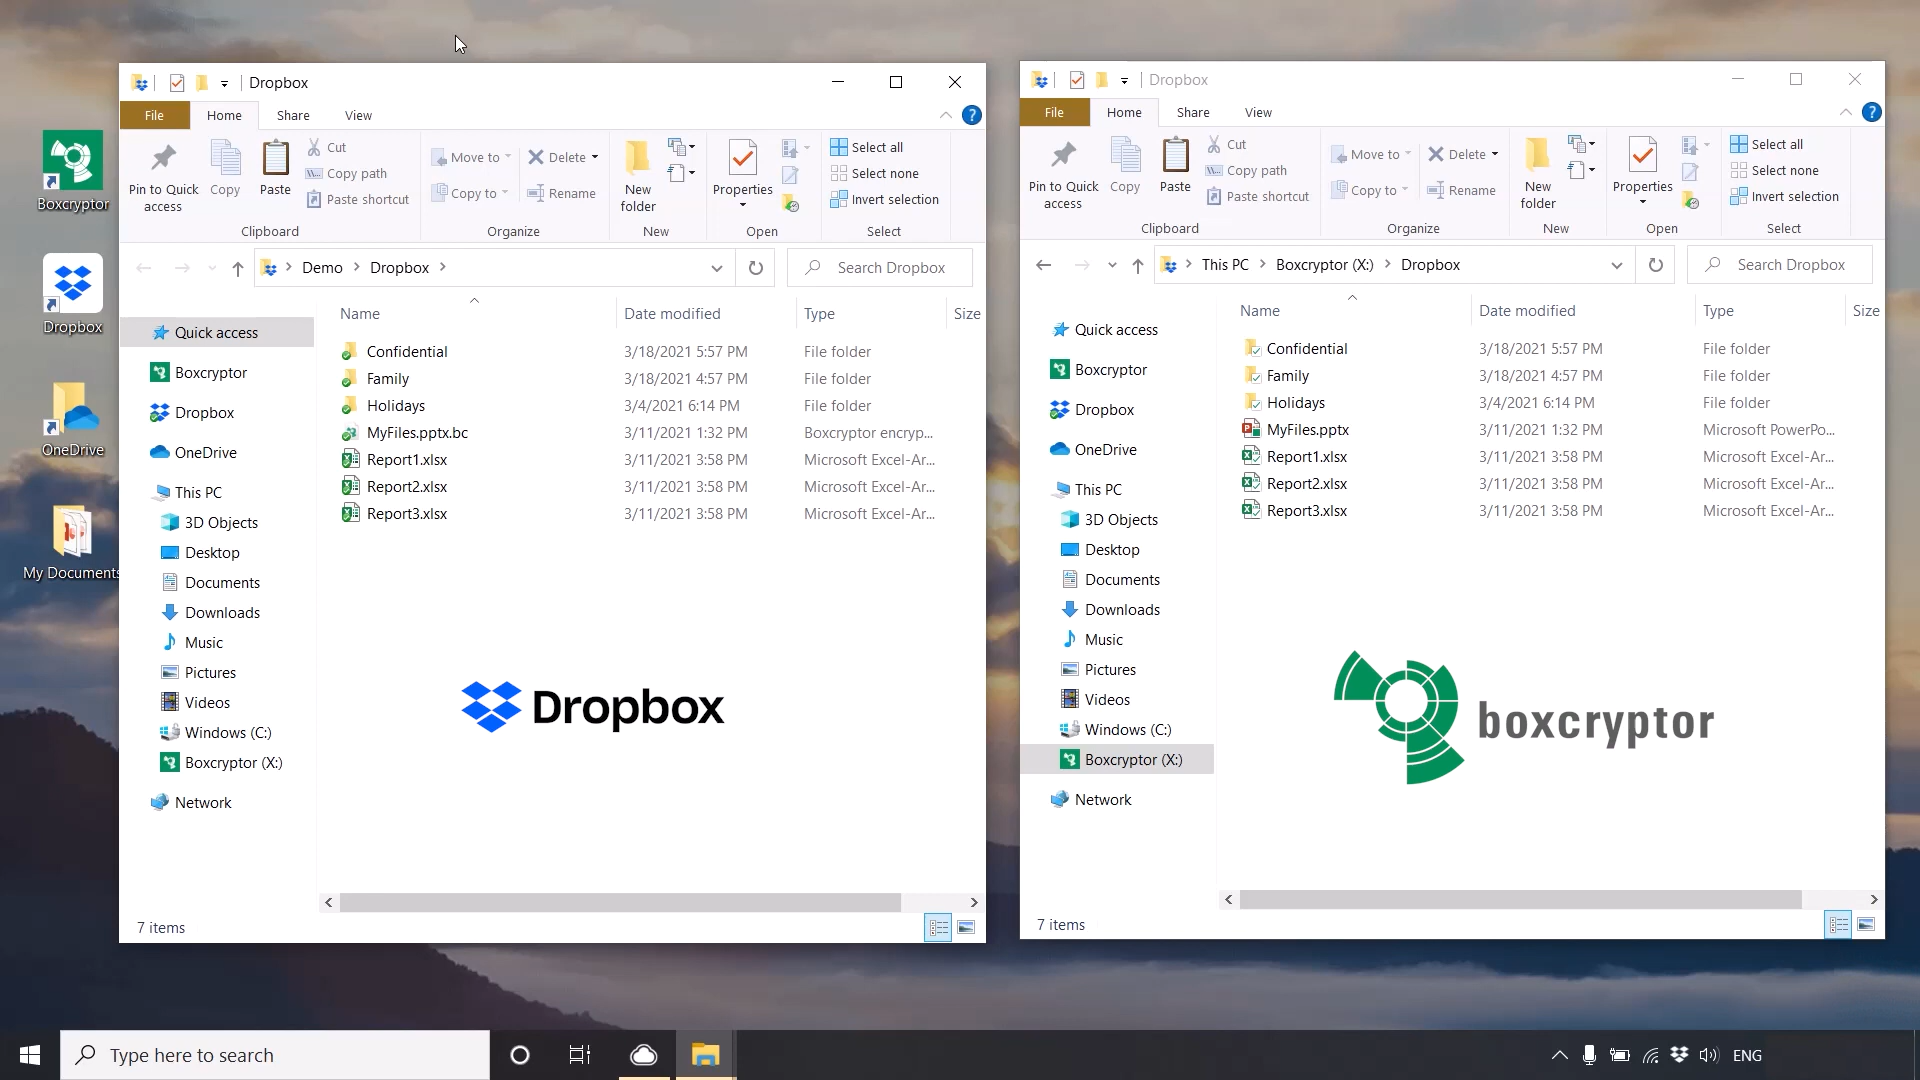 Boxcryptor
Dropbox
OneDrive
My Documents
Dropbox
File Home Share View
Pin to Quick access
Copy
Paste
Cut
Copy path
Paste shortcut
Clipboard
Move to
Copy to
Delete
Rename
Organize
New folder
New
Properties
Open
Select all
Select none
Invert selection
Select
Demo Dropbox
Search Dropbox
Quick access
Boxcryptor
Dropbox
OneDrive
This PC
3D Objects
Desktop
Documents
Downloads
Music
Pictures
Videos
Windows (C:)
Boxcryptor (X:)
Network
Name Date modified Type Size
Confidential 3/18/2021 5:57 PM File folder
Family 3/18/2021 4:57 PM File folder
Holidays 3/4/2021 6:14 PM File folder
MyFiles.pptx.bc 3/11/2021 1:32 PM Boxcryptor encryp...
Report1.xlsx 3/11/2021 3:58 PM Microsoft Excel-Ar...
Report2.xlsx 3/11/2021 3:58 PM Microsoft Excel-Ar...
Report3.xlsx 3/11/2021 3:58 PM Microsoft Excel-Ar...
Dropbox
7 items
Dropbox
File Home Share View
Pin to Quick access
Copy
Paste
Cut
Copy path
Paste shortcut
Clipboard
Move to
Copy to
Delete
Rename
Organize
New folder
New
Properties
Open
Select all
Select none
Invert selection
Select
This PC Boxcryptor (X:) Dropbox
Search Dropbox
Quick access
Boxcryptor
Dropbox
OneDrive
This PC
3D Objects
Desktop
Documents
Downloads
Music
Pictures
Videos
Windows (C:)
Boxcryptor (X:)
Network
Name Date modified Type Size
Confidential 3/18/2021 5:57 PM File folder
Family 3/18/2021 4:57 PM File folder
Holidays 3/4/2021 6:14 PM File folder
MyFiles.pptx 3/11/2021 1:32 PM Microsoft PowerPo...
Report1.xlsx 3/11/2021 3:58 PM Microsoft Excel-Ar...
Report2.xlsx 3/11/2021 3:58 PM Microsoft Excel-Ar...
Report3.xlsx 3/11/2021 3:58 PM Microsoft Excel-Ar...
boxcryptor
7 items
Type here to search
ENG